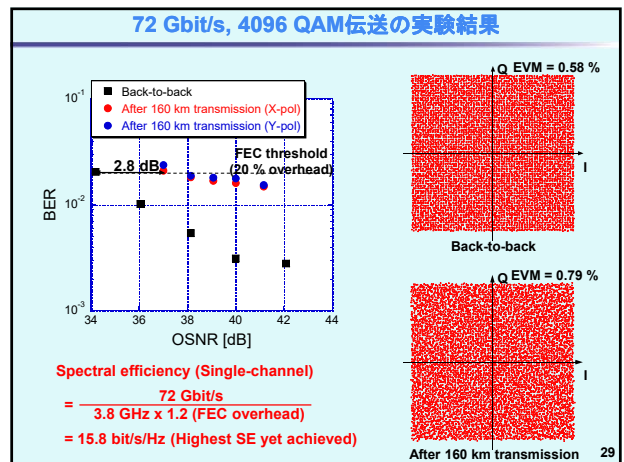 72 Gbit/s, 4096 QAM伝送の実験結果
Back-to-back
After 160 km transmission (X-pol)
After 160 km transmission (Y-pol)
2.8 dB
FEC threshold
(20 % overhead)
BER
10-1
10-2
10-3
34 36 38 40 42 44
OSNR [dB]
Spectral efficiency (Single-channel)
= 72 Gbit/s
3.8 GHz x 1.2 (FEC overhead)
= 15.8 bit/s/Hz (Highest SE yet achieved)
Q EVM = 0.58 %
I
Back-to-back
Q EVM = 0.79 %
I
After 160 km transmission
29